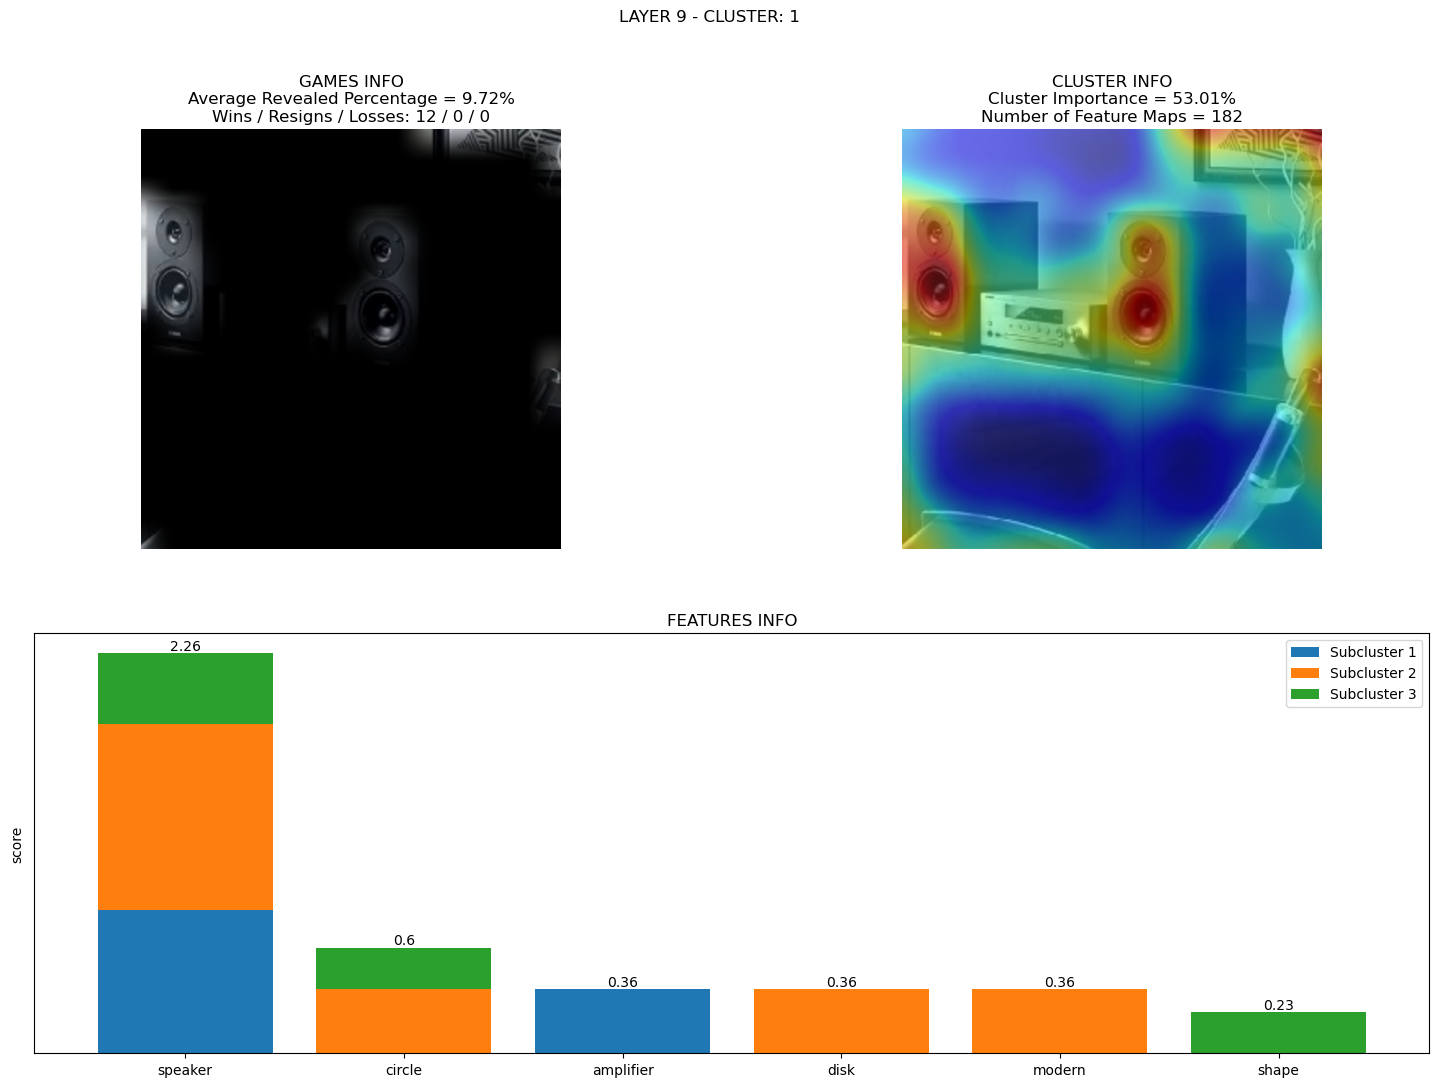 LAYER 9 - CLUSTER: 1
GAMES INFO
Average Revealed Percentage = 9.72%
Wins / Resigns / Losses: 12 / 0 / 0
CLUSTER INFO
Cluster Importance = 53.01%
Number of Feature Maps = 182
FEATURES INFO
score
2.26
0.6
0.36
0.36
0.36
0.23
Subcluster 1
Subcluster 2
Subcluster 3
speaker
circle
amplifier
disk
modern
shape